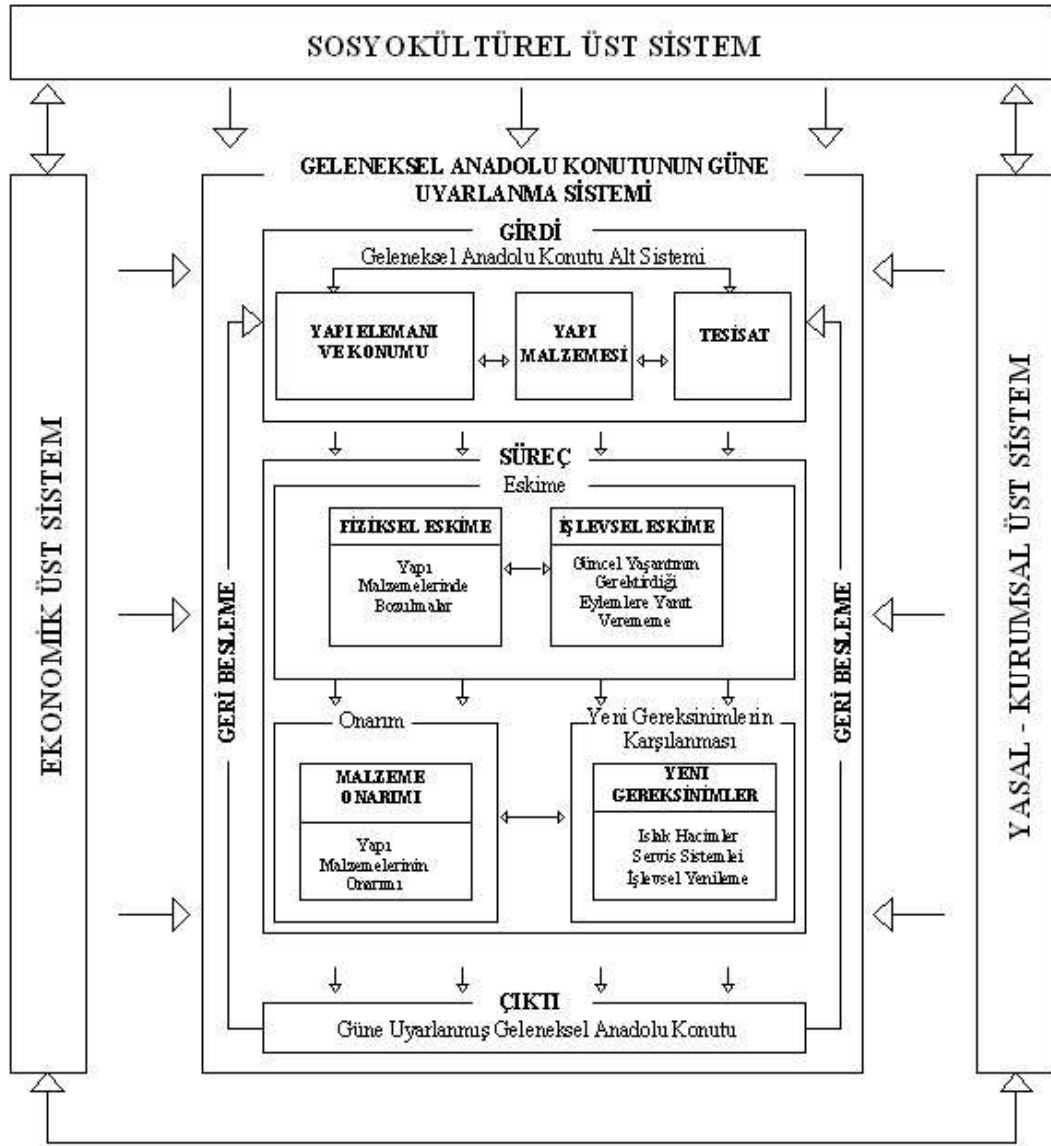 SOSYOKÜLTÜREL ÜST SİSTEM
EKONOMİK ÜST SİSTEM
GELENEKSEL ANADOLU KONUTUNUN GÜNE
UYARLANMA SİSTEMİ
GİRDİ
Geleneksel Anadolu Konutu Alt Sistemi
YAPI ELEMANI
VE KONUMU
YAPI
MALZEMESİ
TESİSAT
SÜREÇ
Eskime
FİZİKSEL ESKİME
Yapı
Malzemelerinde
Bozulmalar
İŞLEVSEL ESKİME
Güncel Yaşantının
Gerektirdiği
Eylemlere Yanıt
Verememe
Onarım
MALZEME
ONARIMI
Yapı
Malzemelerinin
Onarımı
Yeni Gereksinimlerin
Karşılanması
YENI
GEREKSİNİMLER
Islak Hacimler
Servis Sistemlei
İşlevsel Yenileme
ÇIKTI
Güne Uyarlanmış Geleneksel Anadolu Konutu
GERİ BESLEME
GERİ BESLEME
YASAL - KURUMSAL ÜST SİSTEM